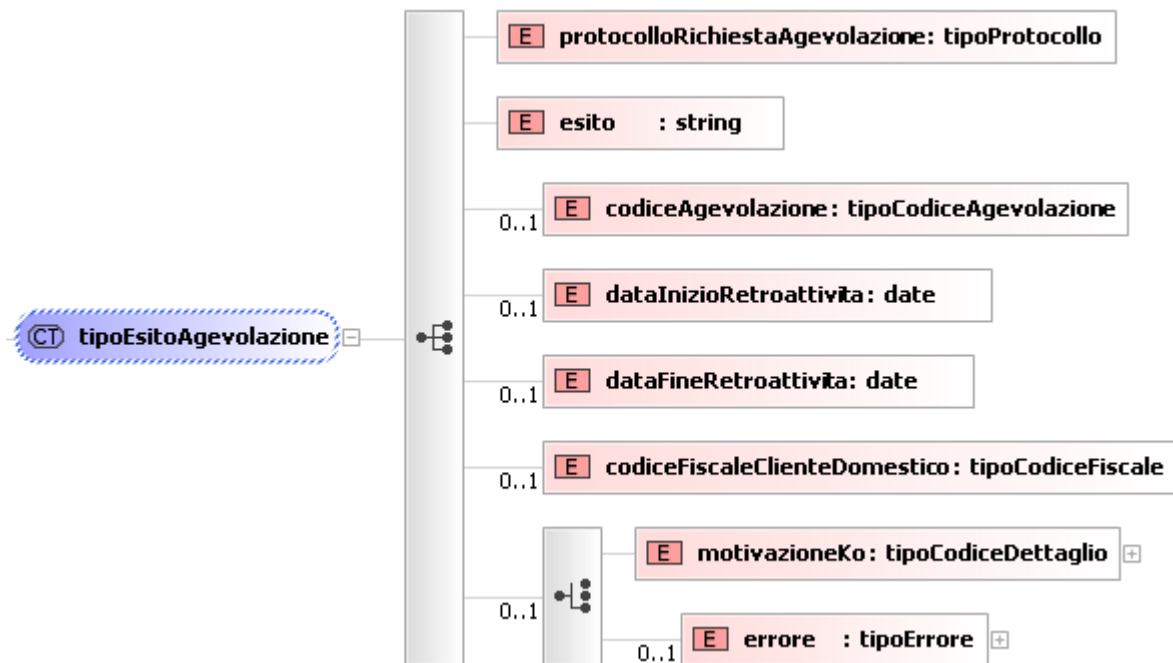 E protocolloRichiestaAgevolazione: tipoProtocollo
E esito : string
0..1 E codiceAgevolazione: tipoCodiceAgevolazione
0..1 E dataInizioRetroattivita: date
CT tipoEsitoAgevolazione
0..1 E dataFineRetroattivita: date
0..1 E codiceFiscaleClienteDomestico: tipoCodiceFiscale
E motivazioneKo: tipoCodiceDettaglio
0..1
0..1 E errore : tipoErrore